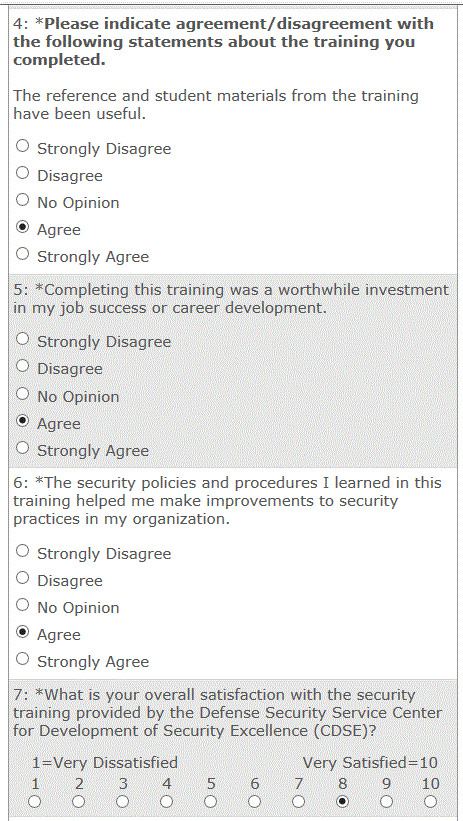 4: *Please indicate agreement/disagreement with
the following statements about the training you
completed.
The reference and student materials from the training
have been useful.
Strongly Disagree
Disagree
No Opinion
Agree
Strongly Agree
5: *Completing this training was a worthwhile investment
in my job success or career development.
Strongly Disagree
Disagree
No Opinion
Agree
Strongly Agree
6: *The security policies and procedures I learned in this
training helped me make improvements to security
practices in my organization.
Strongly Disagree
Disagree
No Opinion
Agree
Strongly Agree
7: *What is your overall satisfaction with the security
training provided by the Defense Security Service Center
for Development of Security Excellence (CDSE)?
1=Very Dissatisfied Very Satisfied=10
1 2 3 4 5 6 7 8 9 10